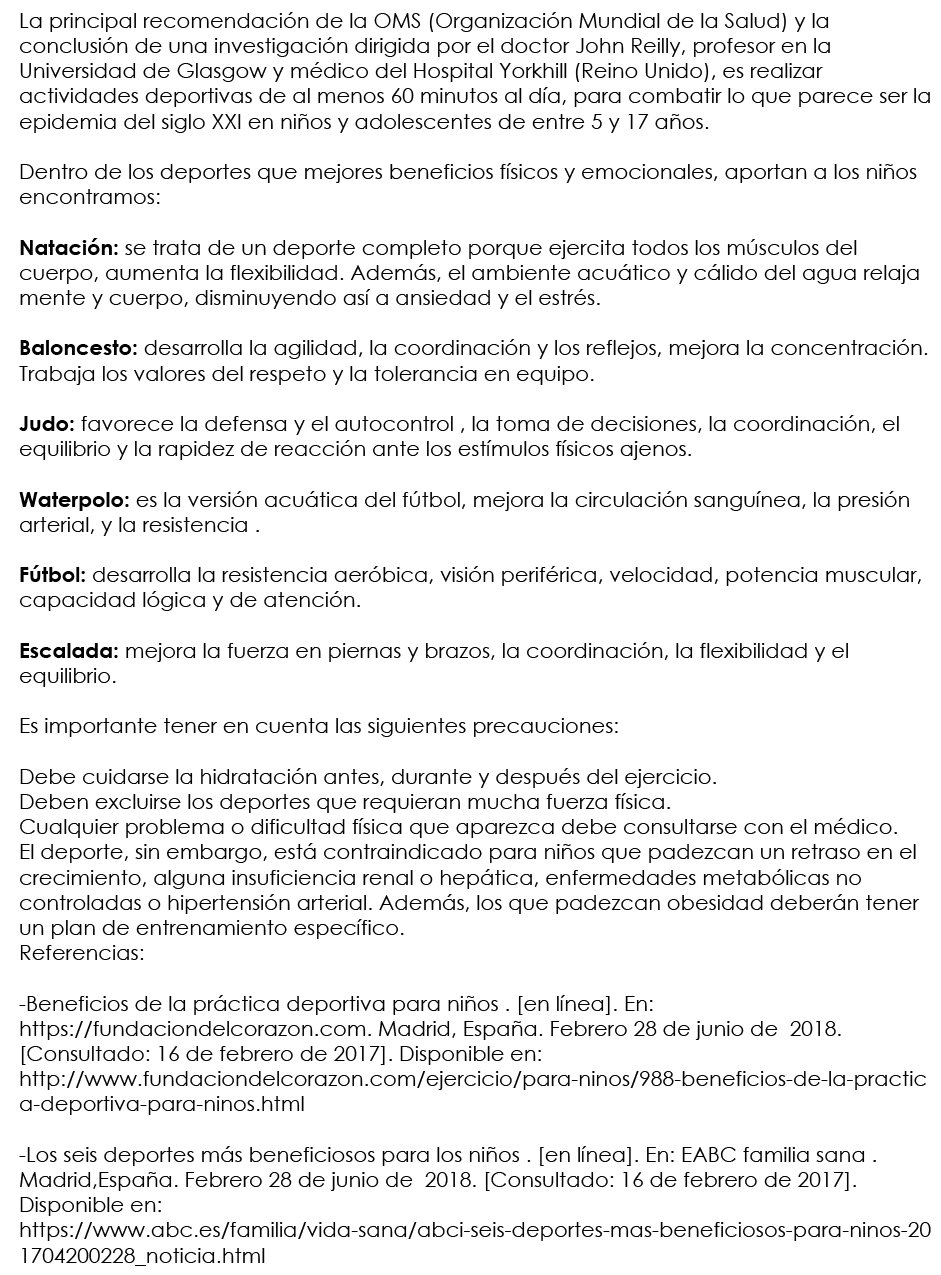 La principal recomendación de la OMS (Organización Mundial de la Salud) y la
conclusión de una investigación dirigida por el doctor John Reilly, profesor en la
Universidad de Glasgow y médico del Hospital Yorkhill (Reino Unido), es realizar
actividades deportivas de al menos 60 minutos al día, para combatir lo que parece ser la
epidemia del siglo XXI en niños y adolescentes de entre 5 y 17 años.
Dentro de los deportes que mejores beneficios físicos y emocionales, aportan a los niños
encontramos:
Natación: se trata de un deporte completo porque ejercita todos los músculos del
cuerpo, aumenta la flexibilidad. Además, el ambiente acuático y cálido del agua relaja
mente y cuerpo, disminuyendo así a ansiedad y el estrés.
Baloncesto: desarrolla la agilidad, la coordinación y los reflejos, mejora la concentración.
Trabaja los valores del respeto y la tolerancia en equipo.
Judo: favorece la defensa y el autocontrol , la toma de decisiones, la coordinación, el
equilibrio y la rapidez de reacción ante los estímulos físicos ajenos.
Waterpolo: es la versión acuática del fútbol, mejora la circulación sanguínea, la presión
arterial, y la resistencia .
Fútbol: desarrolla la resistencia aeróbica, visión periférica, velocidad, potencia muscular,
capacidad lógica y de atención.
Escalada: mejora la fuerza en piernas y brazos, la coordinación, la flexibilidad y el
equilibrio.
Es importante tener en cuenta las siguientes precauciones:
Debe cuidarse la hidratación antes, durante y después del ejercicio.
Deben excluirse los deportes que requieran mucha fuerza física.
Cualquier problema o dificultad física que aparezca debe consultarse con el médico.
El deporte, sin embargo, está contraindicado para niños que padezcan un retraso en el
crecimiento, alguna insuficiencia renal o hepática, enfermedades metabólicas no
controladas o hipertensión arterial. Además, los que padezcan obesidad deberán tener
un plan de entrenamiento específico.
Referencias:
-Beneficios de la práctica deportiva para niños . [en línea]. En:
https://fundaciondelcorazon.com. Madrid, España. Febrero 28 de junio de  2018.
[Consultado: 16 de febrero de 2017]. Disponible en:
http://www.fundaciondelcorazon.com/ejercicio/para-ninos/988-beneficios-de-la-practic
a-deportiva-para-ninos.html
-Los seis deportes más beneficiosos para los niños . [en línea]. En: EABC familia sana .
Madrid,España. Febrero 28 de junio de  2018. [Consultado: 16 de febrero de 2017].
Disponible en:
https://www.abc.es/familia/vida-sana/abci-seis-deportes-mas-beneficiosos-para-ninos-20
1704200228_noticia.html